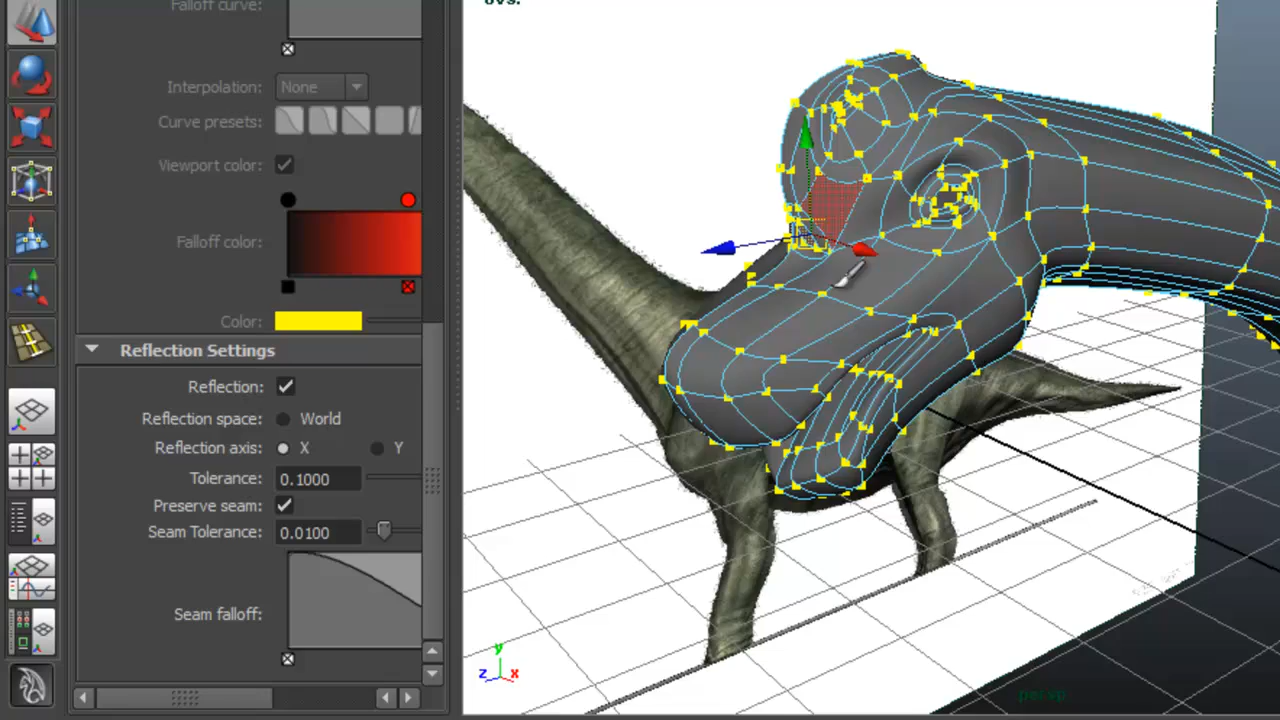 Falloff curve:
Interpolation: None
Curve presets:
Viewport color:
Falloff color:
Color:
Reflection Settings
Reflection:
Reflection space: World
Reflection axis: X Y
Tolerance: 0.1000
Preserve seam:
Seam Tolerance: 0.0100
Seam falloff:
y
z x
persp